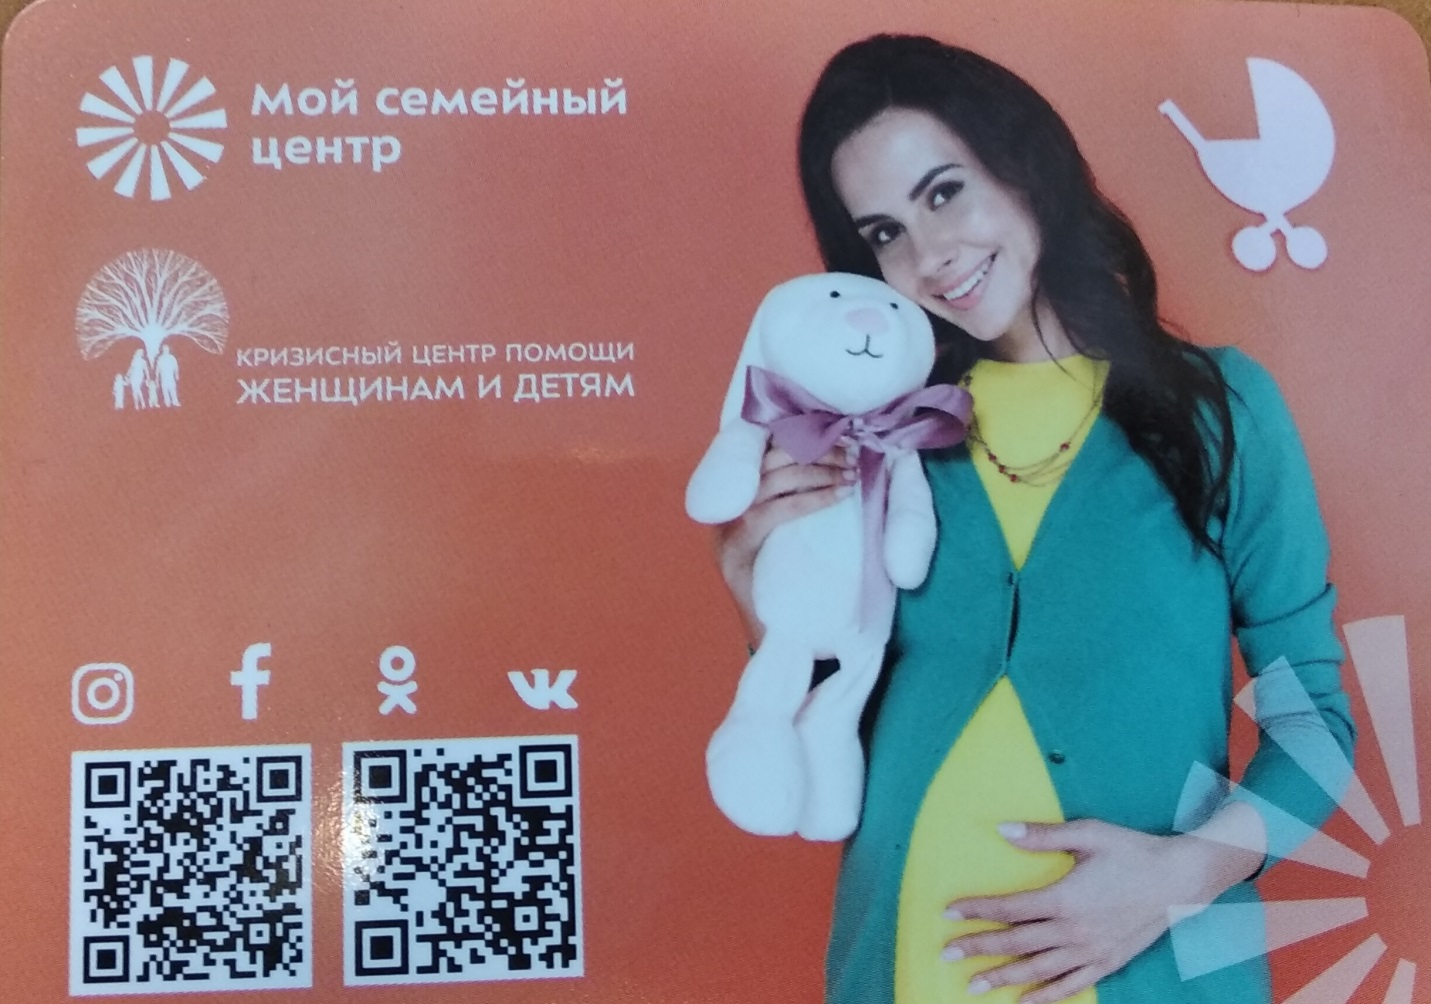 Мой семейный
центр
КРИЗИСНЫЙ ЦЕНТР ПОМОЩИ
ЖЕНЩИНАМ И ДЕТЯМ